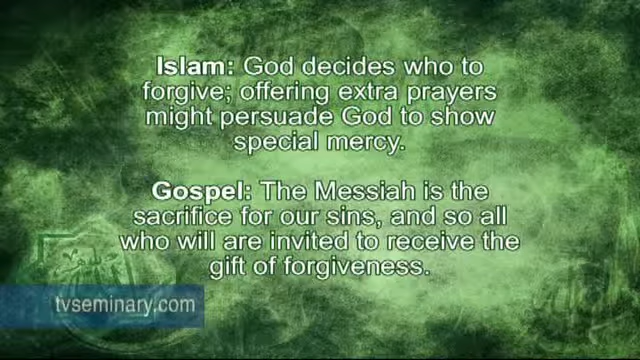 Islam: God decides who to
forgive; offering extra prayers
might persuade God to show
special mercy.
Gospel: The Messiah is the
sacrifice for our sins, and so all
who will are invited to receive the
gift of forgiveness.
tvseminary.com